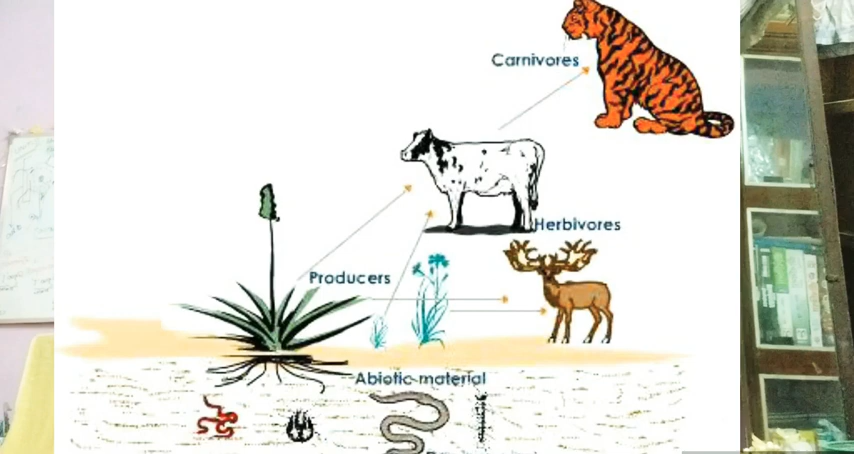 Carnivores
Herbivores
Producers
Abiotic material